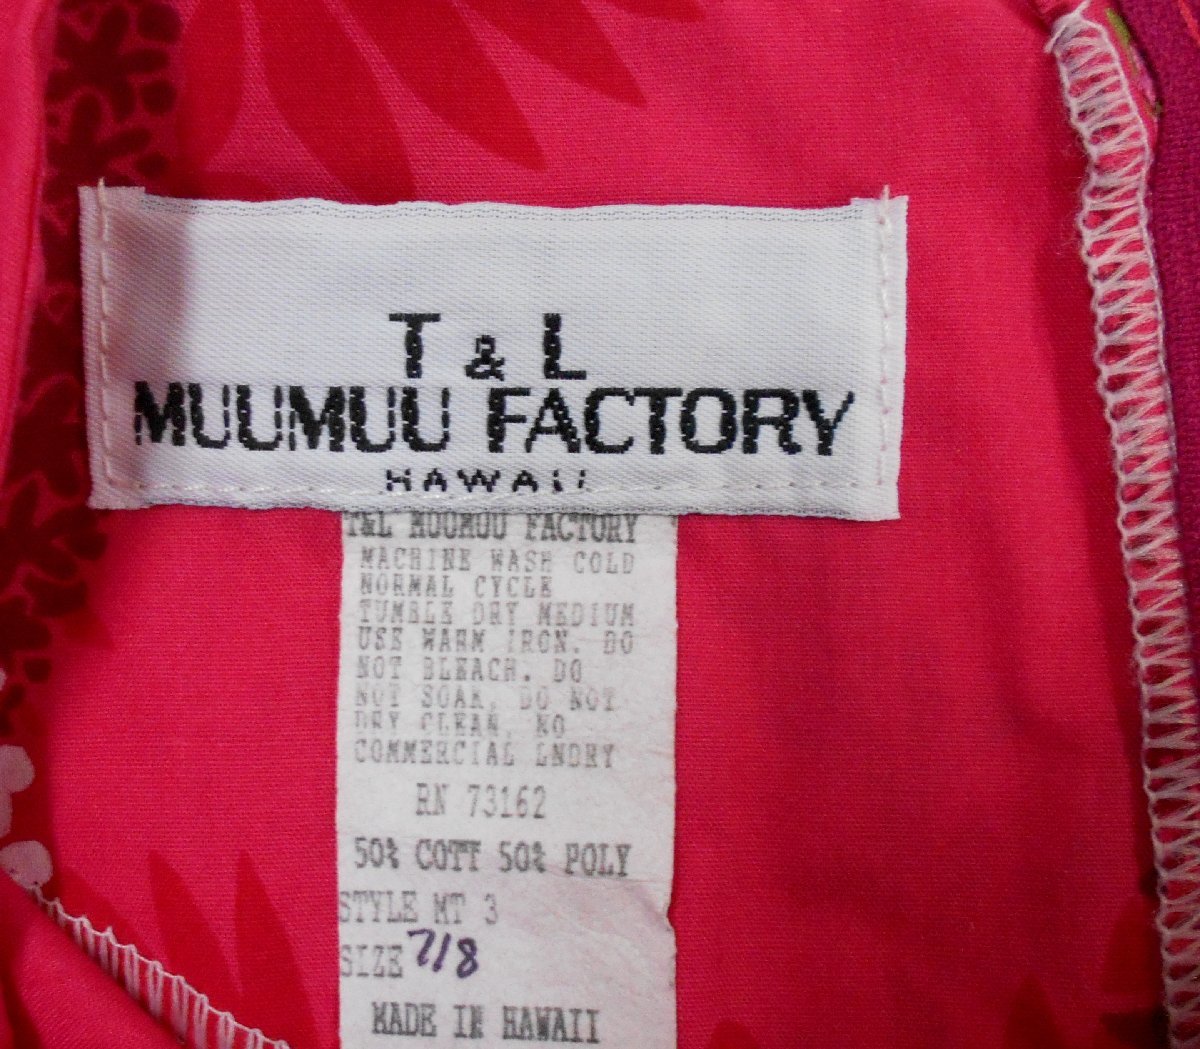 T & L
MUUMUU FACTORY
HAWAII
T&L MUUMUU FACTORY
MACHINE WASH COLD
NORMAL CYCLE
TUMBLE DRY MEDIUM
USE WARM IRON. DO
NOT BLEACH. DO
NOT SOAK, DO NOT
DRY CLEAN, NO
COMMERCIAL LNDRY
RN 73162
50% COTT 50% POLY
STYLE MT 3
SIZE 7/8
MADE IN HAWAII